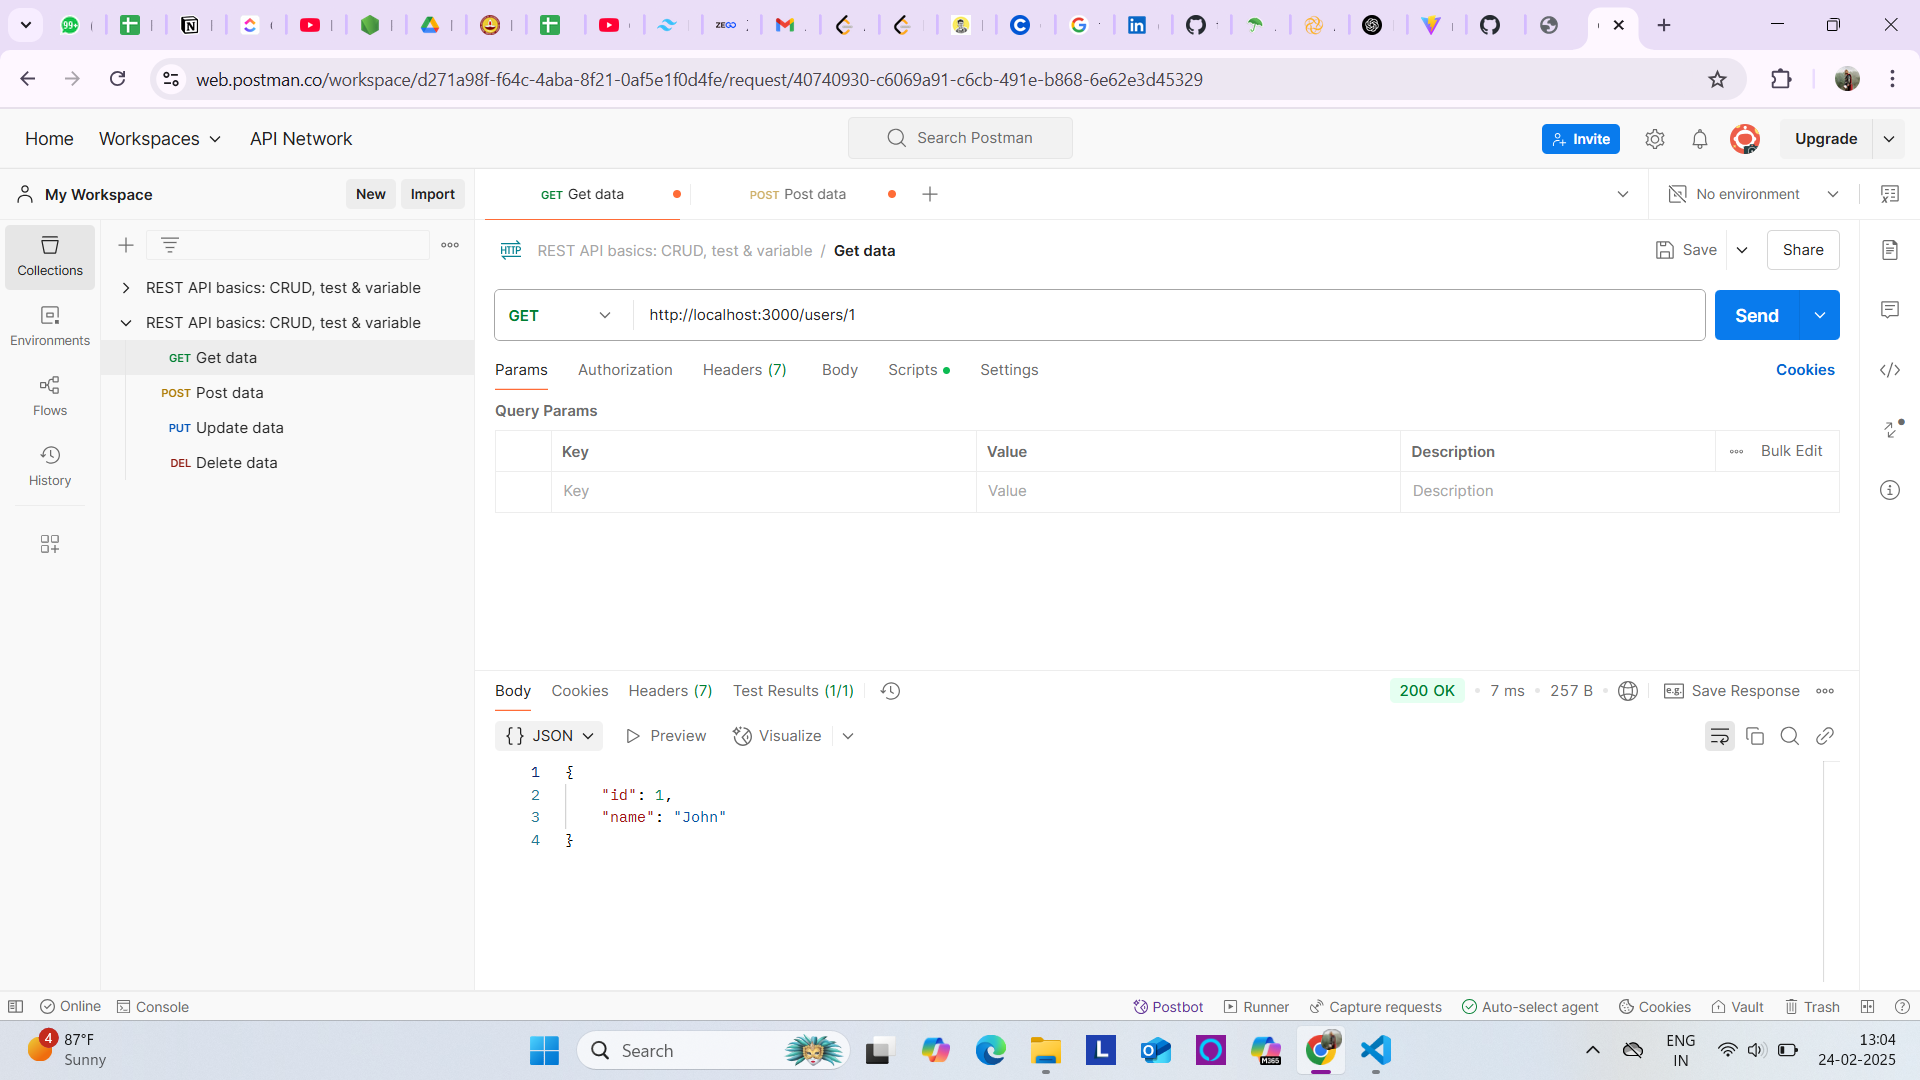 99+
ZEGO
web.postman.co/workspace/d271a98f-f64c-4aba-8f21-0af5e1f0d4fe/request/40740930-c6069a91-c6cb-491e-b868-6e62e3d45329
Home Workspaces API Network Search Postman Invite Upgrade
My Workspace New Import GET Get data POST Post data No environment
Collections
Environments
Flows
History
REST API basics: CRUD, test & variable
REST API basics: CRUD, test & variable
GET Get data
POST Post data
PUT Update data
DEL Delete data
HTTP REST API basics: CRUD, test & variable / Get data Save Share
GET http://localhost:3000/users/1 Send
Params Authorization Headers (7) Body Scripts Settings Cookies
Query Params
Key Value Description Bulk Edit
Key Value Description
Body Cookies Headers (7) Test Results (1/1) 200 OK 7 ms 257 B e.g. Save Response
{} JSON Preview Visualize
1 {
2 "id": 1,
3 "name": "John"
4 }
Online Console Postbot Runner Capture requests Auto-select agent Cookies Vault Trash
4 87°F
Sunny
Search
L
M365
ENG
IN
13:04
24-02-2025